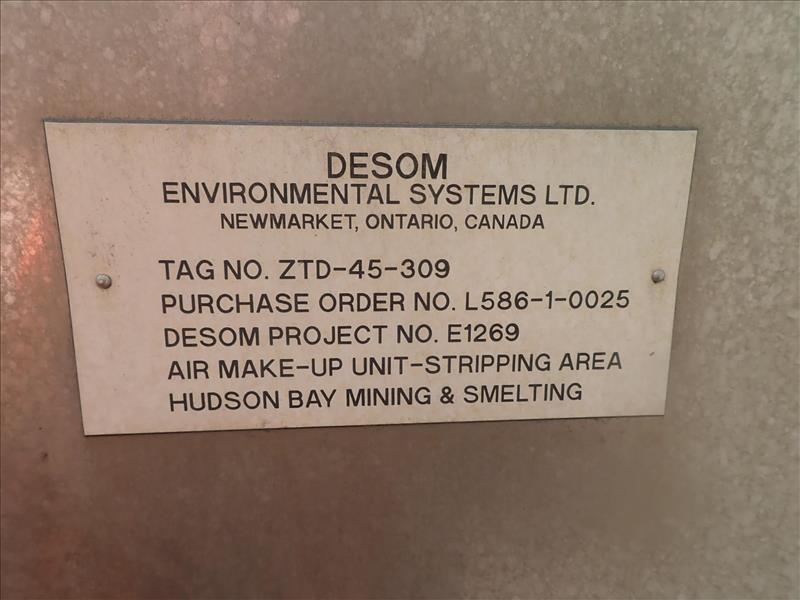 DESOM
ENVIRONMENTAL SYSTEMS LTD.
NEWMARKET, ONTARIO, CANADA
TAG NO. ZTD-45-309
PURCHASE ORDER NO. L586-1-0025
DESOM PROJECT NO. E1269
AIR MAKE-UP UNIT-STRIPPING AREA
HUDSON BAY MINING & SMELTING